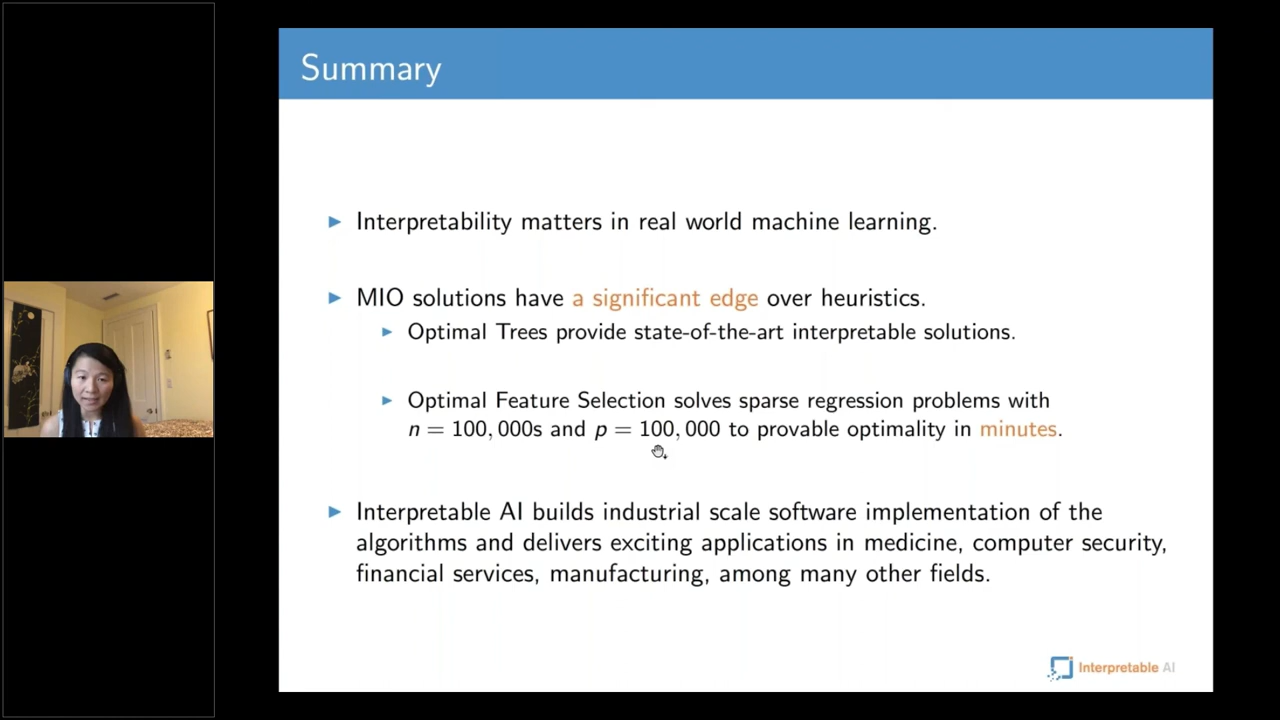 Summary
Interpretability matters in real world machine learning.
MIO solutions have a significant edge over heuristics.
Optimal Trees provide state-of-the-art interpretable solutions.
Optimal Feature Selection solves sparse regression problems with
n = 100,000s and p = 100,000 to provable optimality in minutes.
Interpretable AI builds industrial scale software implementation of the
algorithms and delivers exciting applications in medicine, computer security,
financial services, manufacturing, among many other fields.
Interpretable AI